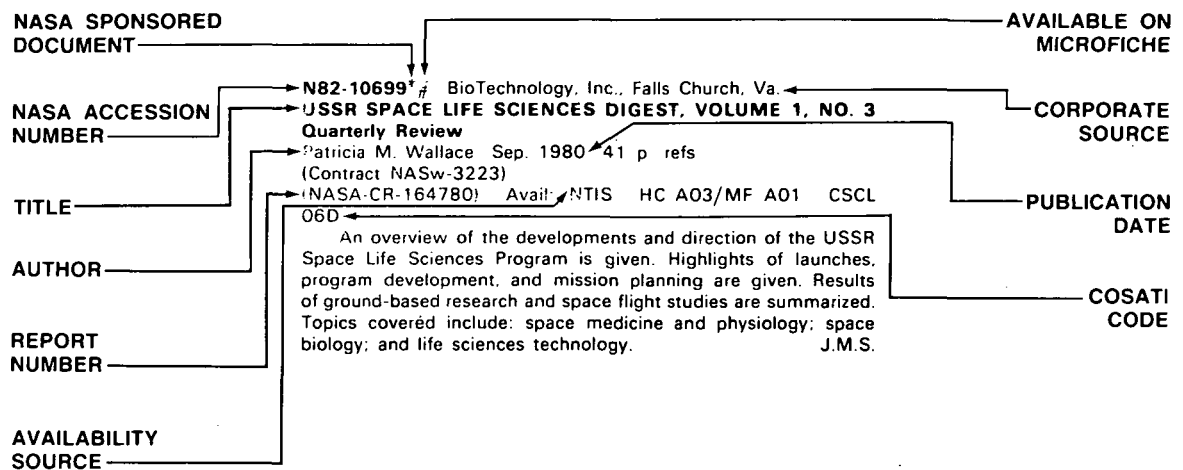 NASA SPONSORED
DOCUMENT
AVAILABLE ON
MICROFICHE
NASA ACCESSION
NUMBER
CORPORATE
SOURCE
TITLE
PUBLICATION
DATE
AUTHOR
COSATI
CODE
REPORT
NUMBER
AVAILABILITY
SOURCE
N82-10699*# BioTechnology, Inc., Falls Church, Va.
USSR SPACE LIFE SCIENCES DIGEST, VOLUME 1, NO. 3
Quarterly Review
Patricia M. Wallace Sep. 1980 41 p refs
(Contract NASw-3223)
(NASA-CR-164780) Avail: NTIS HC A03/MF A01 CSCL
06D
An overview of the developments and direction of the USSR
Space Life Sciences Program is given. Highlights of launches,
program development, and mission planning are given. Results
of ground-based research and space flight studies are summarized.
Topics covered include: space medicine and physiology; space
biology; and life sciences technology. J.M.S.